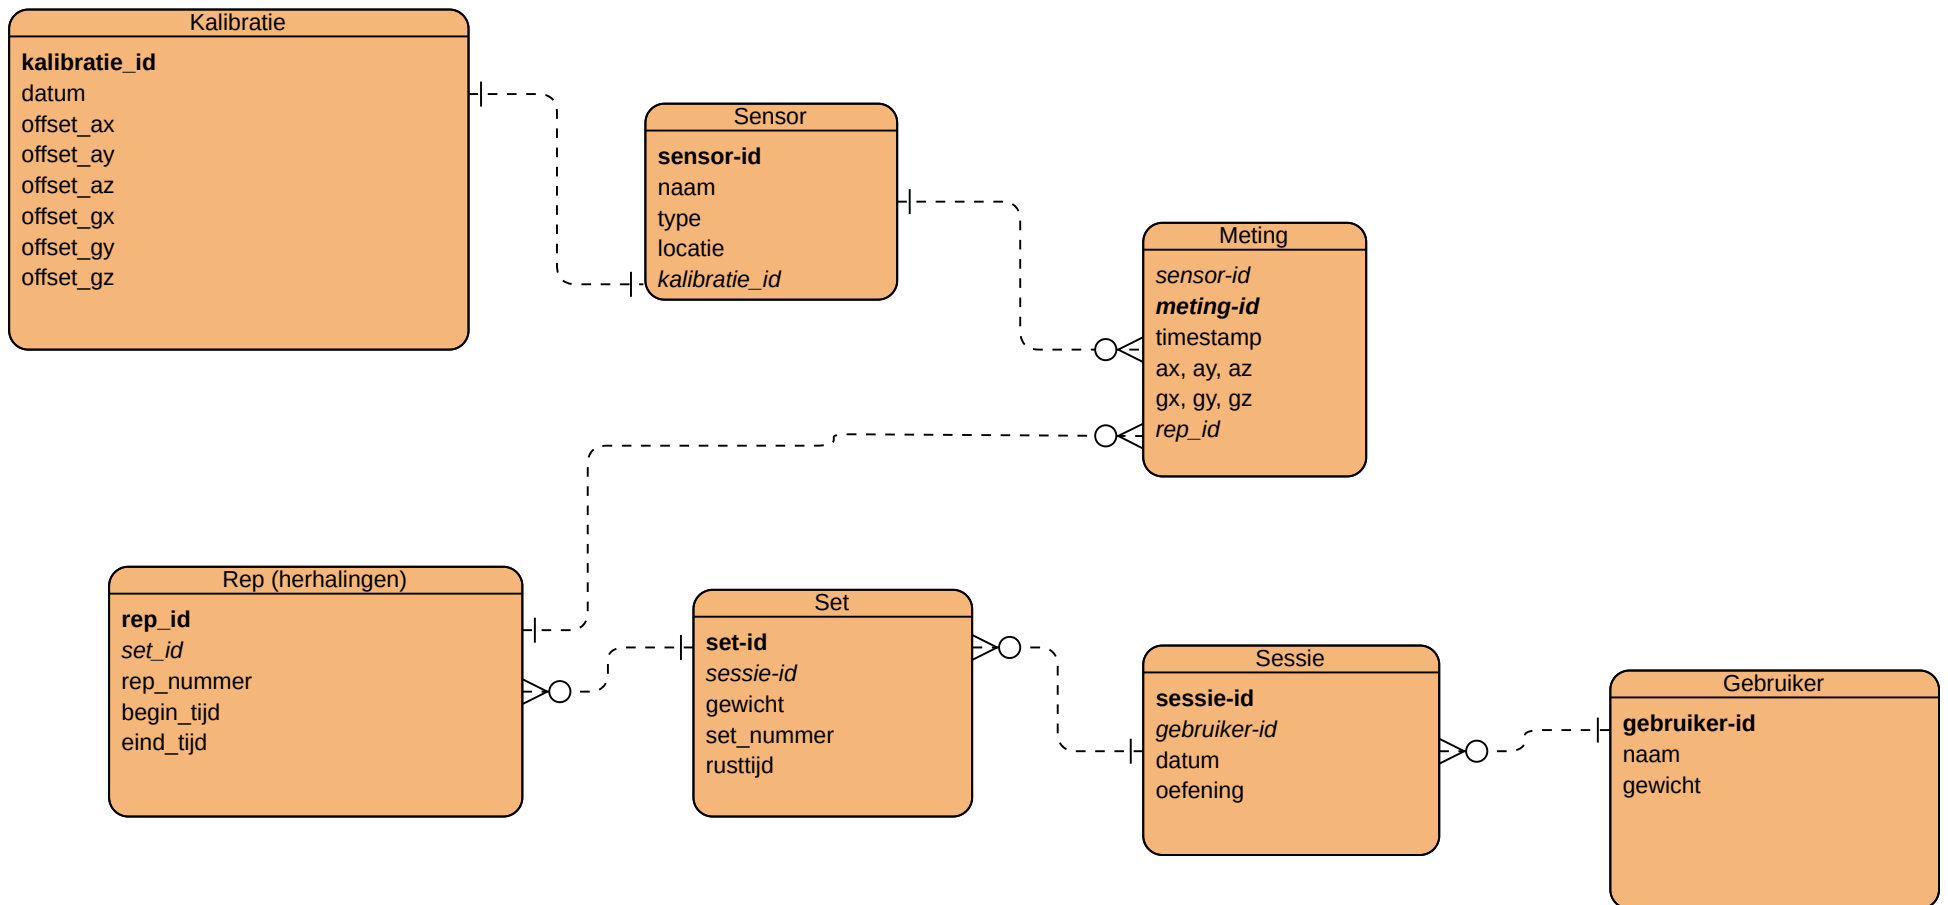 Kalibratie
kalibratie_id
datum
offset_ax
offset_ay
offset_az
offset_gx
offset_gy
offset_gz
Sensor
sensor-id
naam
type
locatie
kalibratie_id
Meting
sensor-id
meting-id
timestamp
ax, ay, az
gx, gy, gz
rep_id
Rep (herhalingen)
rep_id
set_id
rep_nummer
begin_tijd
eind_tijd
Set
set-id
sessie-id
gewicht
set_nummer
rusttijd
Sessie
sessie-id
gebruiker-id
datum
oefening
Gebruiker
gebruiker-id
naam
gewicht